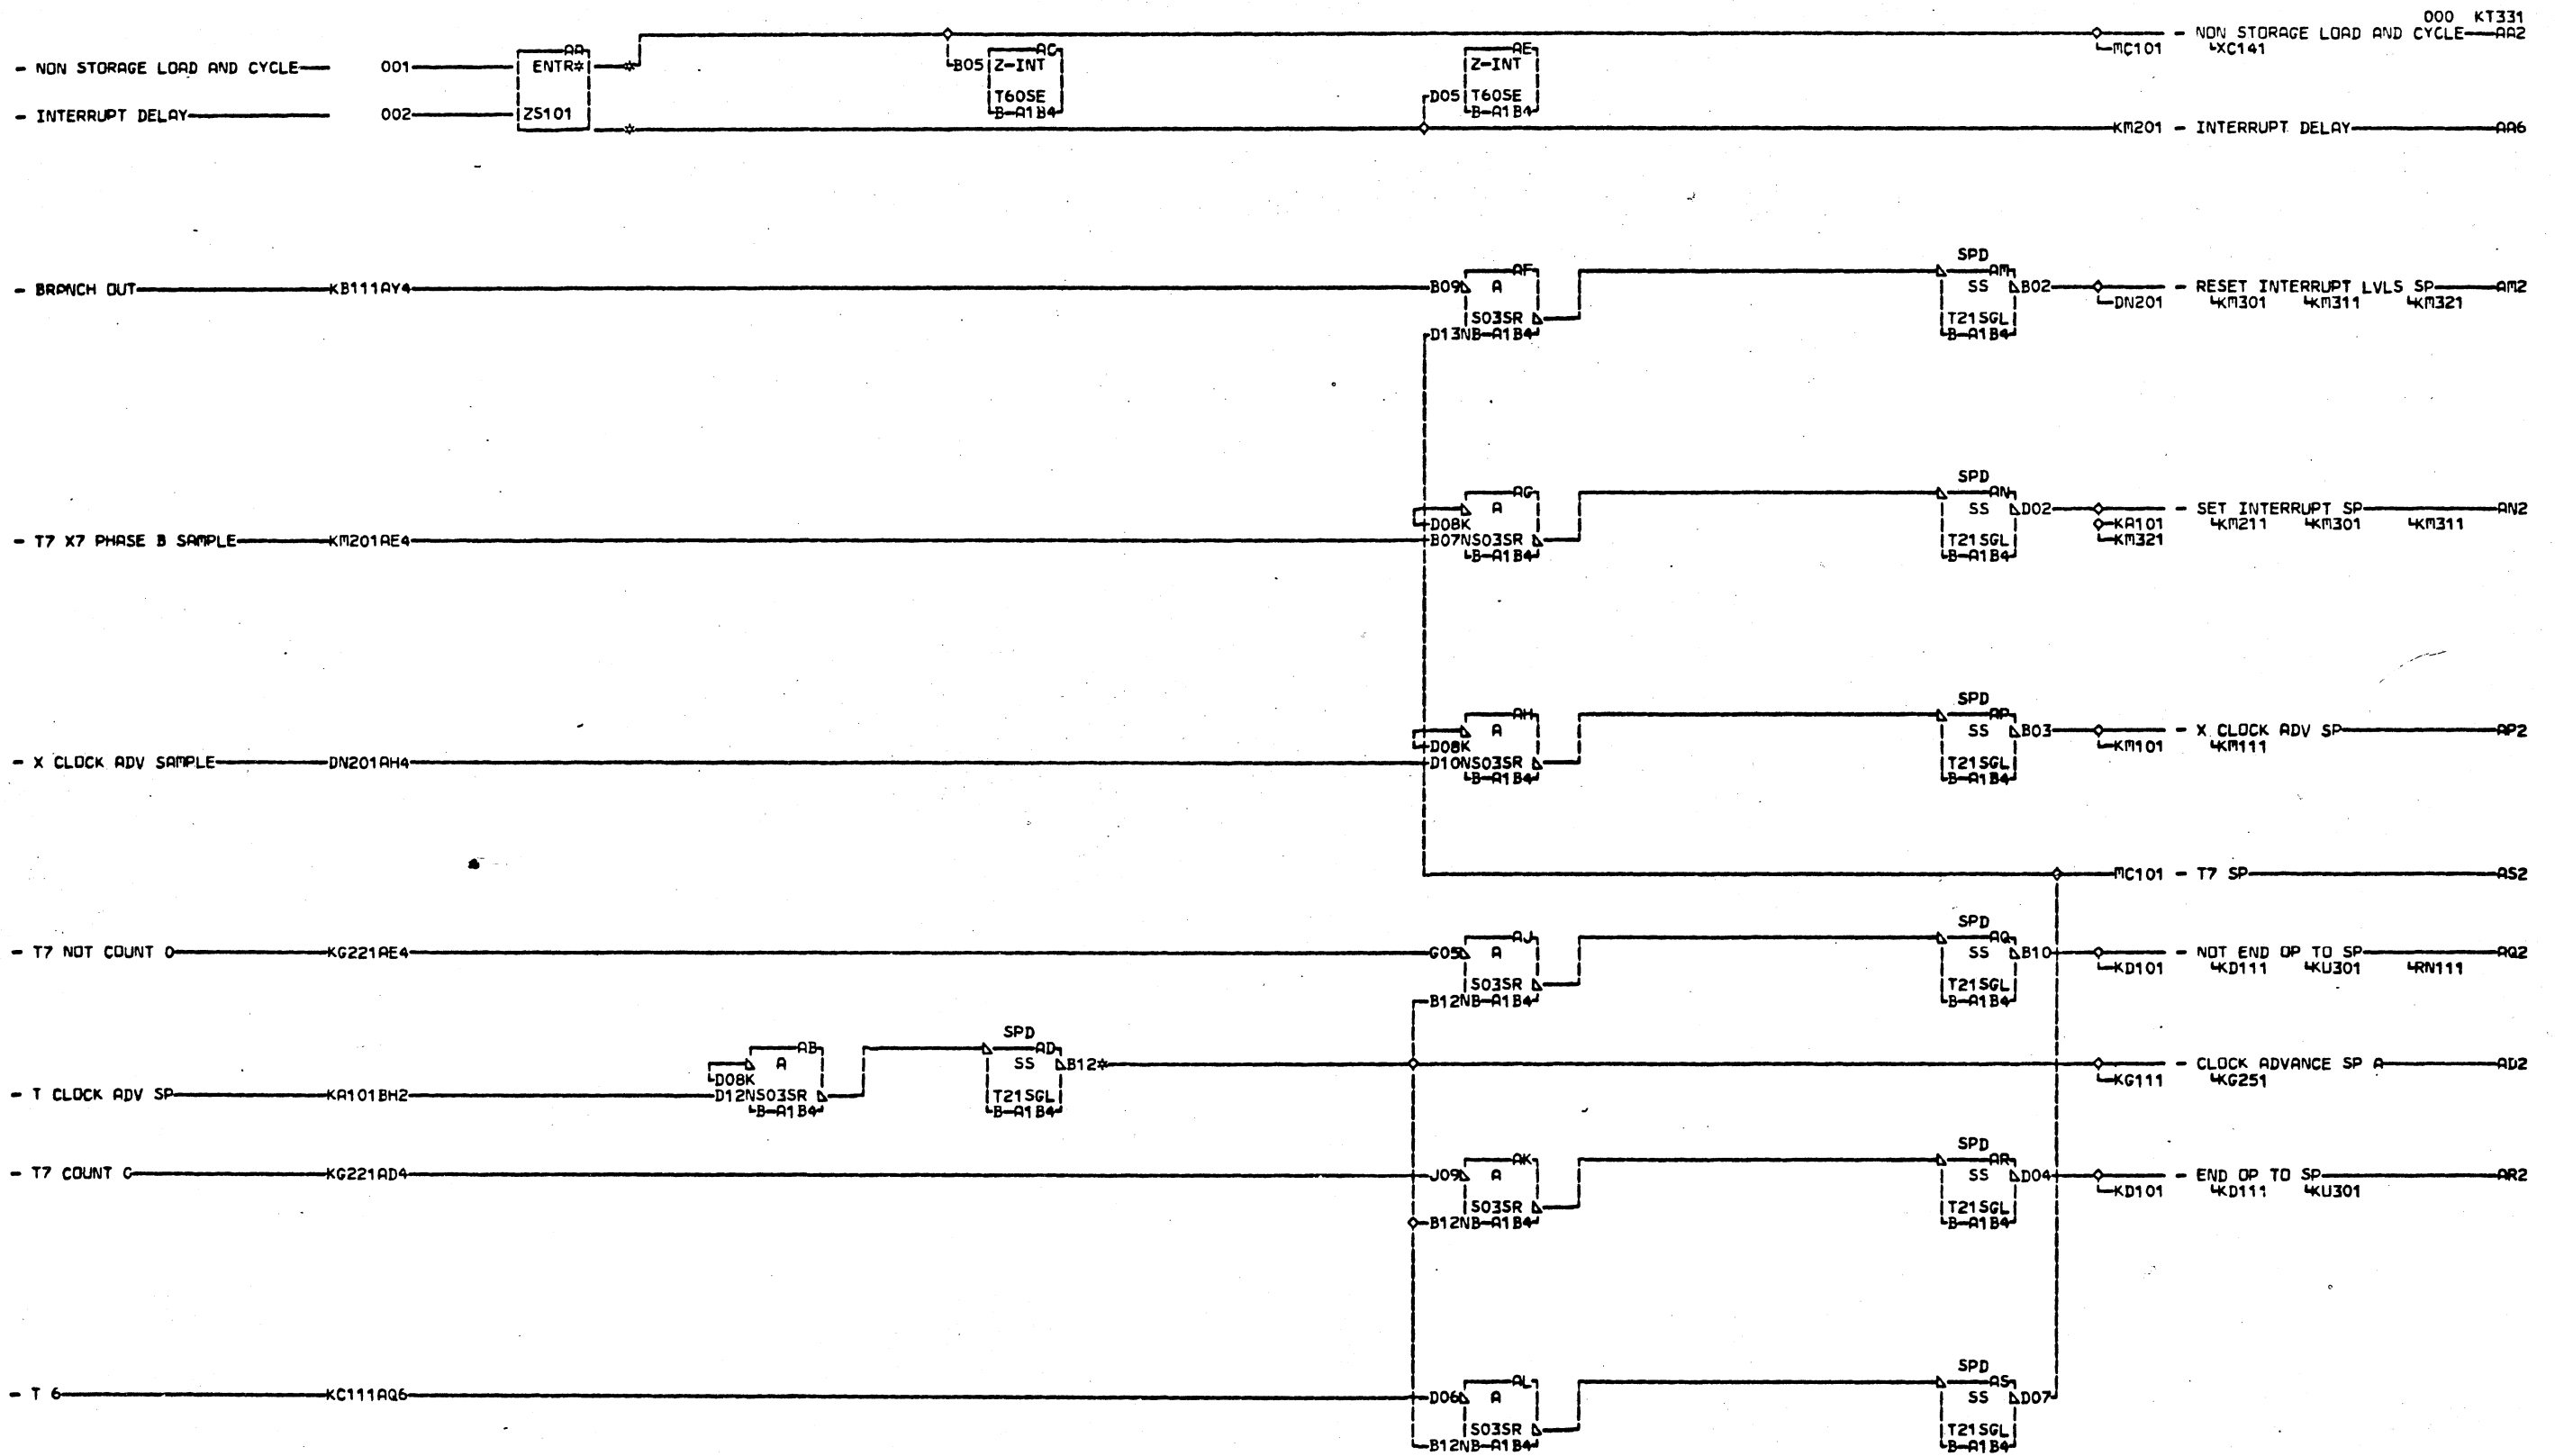 000 KT331
- NON STORAGE LOAD AND CYCLE AA2
MC101 XC141
AA AC AE
- NON STORAGE LOAD AND CYCLE 001 ENTR* * B05 Z-INT Z-INT
T60SE D05 T60SE
- INTERRUPT DELAY 002 ZS101 B-A1B4 B-A1B4
* KM201 - INTERRUPT DELAY AA6
SPD
AF AM
- BRANCH OUT KB111AY4 B09 A SS B02 - RESET INTERRUPT LVLS SP AM2
DN201 KM301 KM311 KM321
S03SR T21SGL
D13NB-A1B4 B-A1B4
SPD
AG AN
A SS D02 - SET INTERRUPT SP AN2
D08K KA101 KM211 KM301 KM311
- T7 X7 PHASE B SAMPLE KM201AE4 B07NS03SR T21SGL KM321
B-A1B4 B-A1B4
SPD
AH AP
A SS B03 - X CLOCK ADV SP AP2
D08K KM101 KM111
- X CLOCK ADV SAMPLE DN201AH4 D10NS03SR T21SGL
B-A1B4 B-A1B4
MC101 - T7 SP AS2
SPD
AJ AQ
- T7 NOT COUNT 0 KG221AE4 G05 A SS B10 - NOT END OP TO SP AQ2
KD101 KD111 KU301 RN111
S03SR T21SGL
B12NB-A1B4 B-A1B4
SPD
AB AD
A SS B12* - CLOCK ADVANCE SP A AD2
D08K KG111 KG251
- T CLOCK ADV SP KA101BH2 D12NS03SR T21SGL
B-A1B4 B-A1B4
SPD
AK AR
- T7 COUNT KG221AD4 J09 A SS D04 - END OP TO SP AR2
KD101 KD111 KU301
S03SR T21SGL
B12NB-A1B4 B-A1B4
SPD
AL AS
- T 6 KC111AQ6 D06 A SS D07
S03SR T21SGL
B12NB-A1B4 B-A1B4